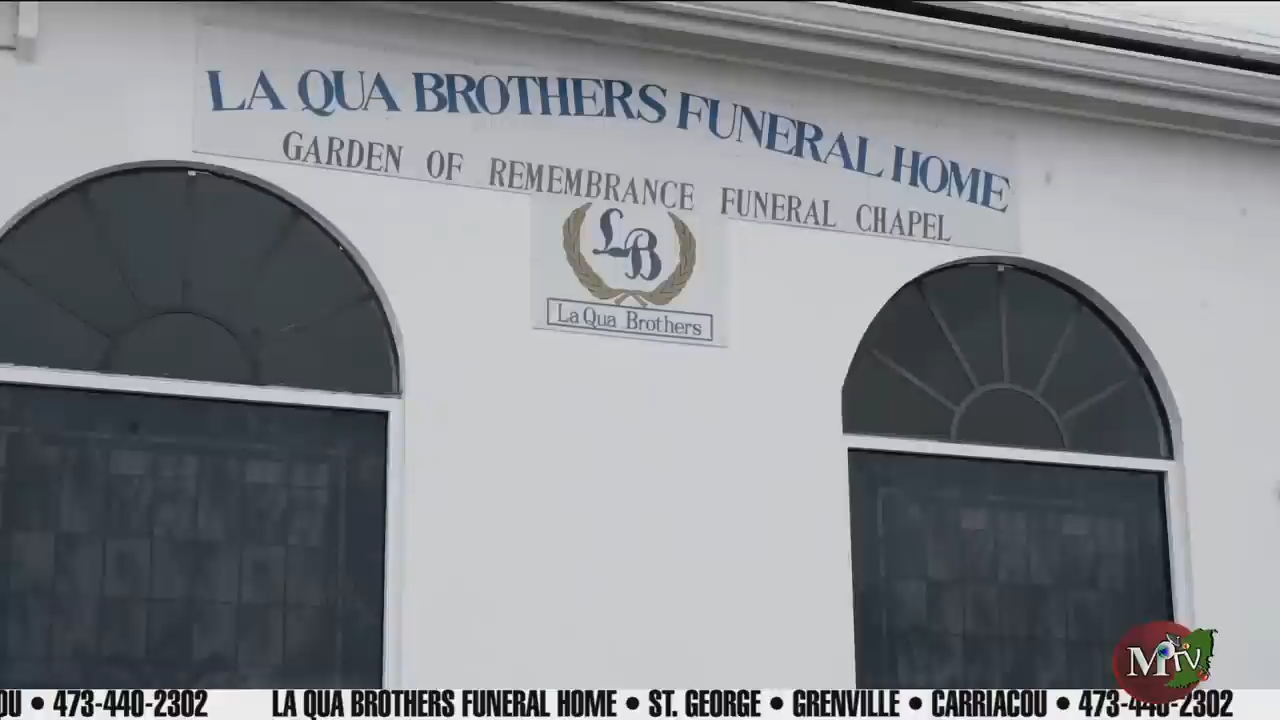 LA QUA BROTHERS FUNERAL HOME
GARDEN OF REMEMBRANCE FUNERAL CHAPEL
LB
La Qua Brothers
MTV
OU • 473-440-2302 LA QUA BROTHERS FUNERAL HOME • ST. GEORGE • GRENVILLE • CARRIACOU • 473-440-2302